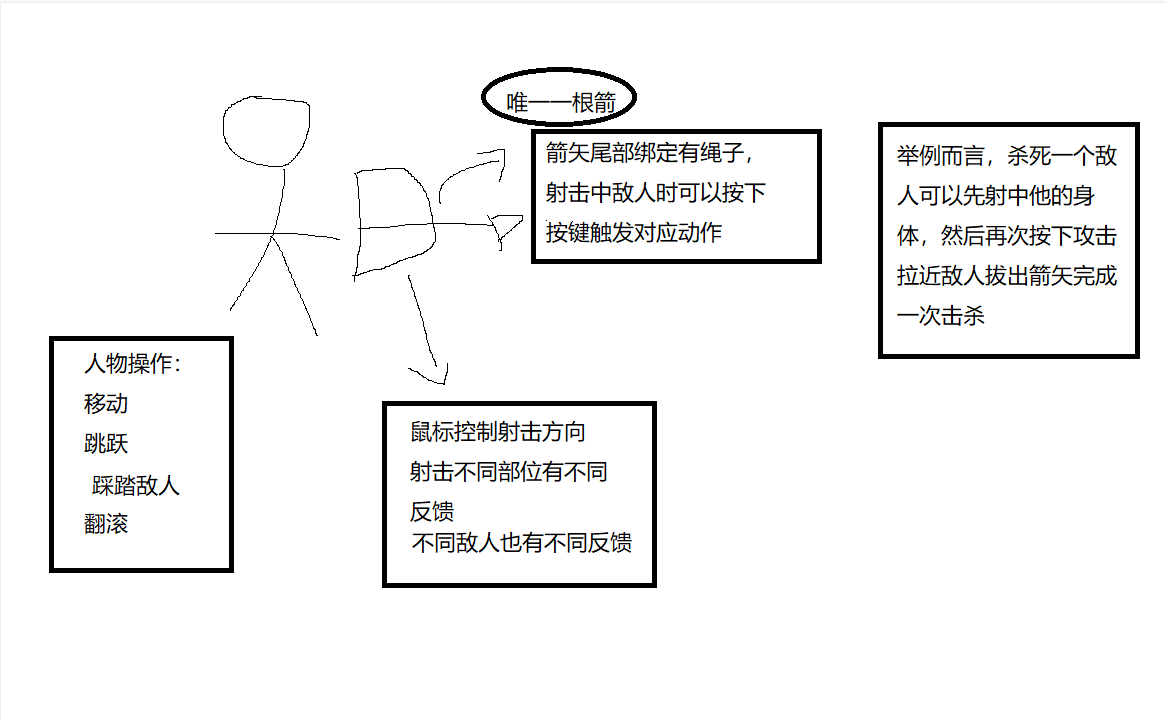 唯一一根箭
箭矢尾部绑定有绳子，
射击中敌人时可以按下
按键触发对应动作
举例而言，杀死一个敌
人可以先射中他的身
体，然后再次按下攻击
拉近敌人拔出箭矢完成
一次击杀
人物操作：
移动
跳跃
踩踏敌人
翻滚
鼠标控制射击方向
射击不同部位有不同
反馈
不同敌人也有不同反馈